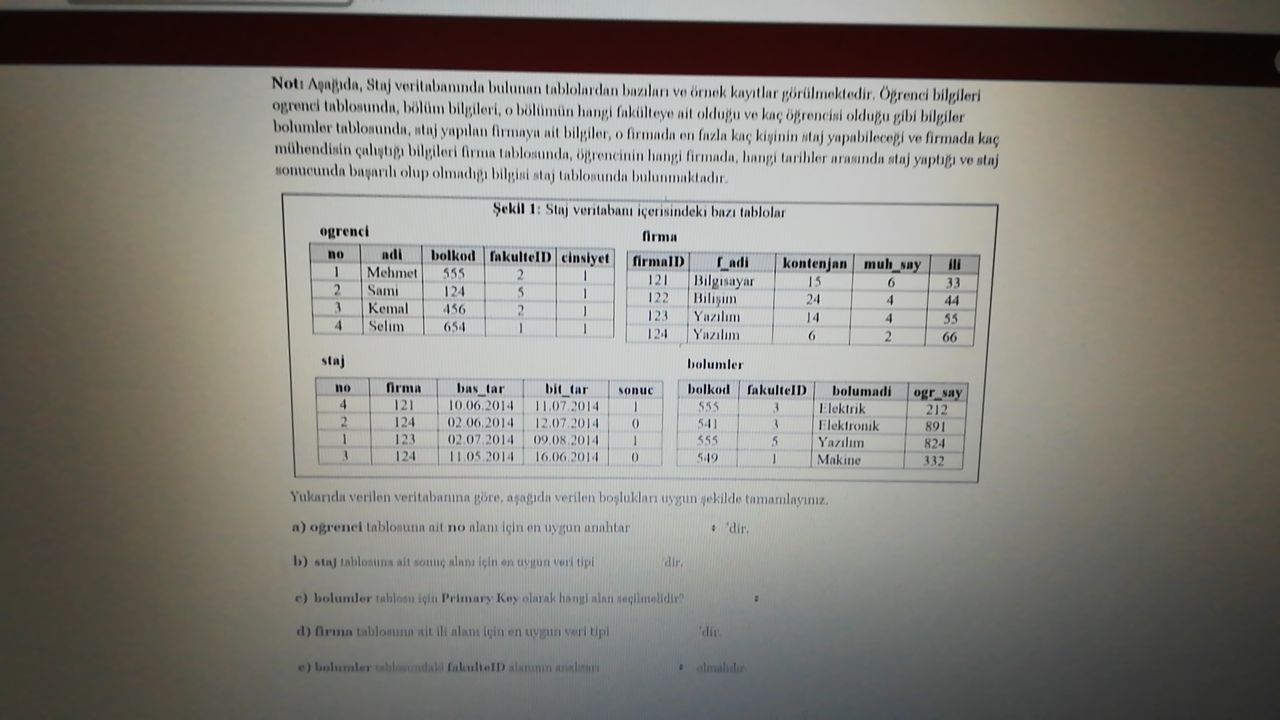 Not: Aşağıda, Staj veritabanında bulunan tablolardan bazıları ve örnek kayıtlar görülmektedir. Öğrenci bilgileri
ogrenci tablosunda, bölüm bilgileri, o bölümün hangi fakülteye ait olduğu ve kaç öğrencisi olduğu gibi bilgiler
bolumler tablosunda, staj yapılan firmaya ait bilgiler, o firmada en fazla kaç kişinin staj yapabileceği ve firmada kaç
mühendisin çalıştığı bilgileri firma tablosunda, öğrencinin hangi firmada, hangi tarihler arasında staj yaptığı ve staj
sonucunda başarılı olup olmadığı bilgisi staj tablosunda bulunmaktadır.
Şekil 1: Staj veritabanı içerisindeki bazı tablolar
ogrenci
no adi bolkod fakulteID cinsiyet
1 Mehmet 555 2 1
2 Sami 124 5 1
3 Kemal 456 2 1
4 Selim 654 1 1
firma
firmaID f_adi kontenjan muh_say ili
121 Bilgisayar 15 6 33
122 Bilişim 24 4 44
123 Yazılım 14 4 55
124 Yazılım 6 2 66
staj
no firma bas_tar bit_tar sonuc
4 121 10.06.2014 11.07.2014 1
2 124 02.06.2014 12.07.2014 0
1 123 02.07.2014 09.08.2014 1
3 124 11.05.2014 16.06.2014 0
bolumler
bolkod fakulteID bolumadi ogr_say
555 3 Elektrik 212
541 3 Elektronik 891
555 5 Yazılım 824
549 1 Makine 332
Yukarıda verilen veritabanına göre, aşağıda verilen boşlukları uygun şekilde tamamlayınız.
a) oğrenci tablosuna ait no alanı için en uygun anahtar 'dir.
b) staj tablosuna ait sonuç alanı için en uygun veri tipi 'dir.
c) bolumler tablosu için Primary Key olarak hangi alan seçilmelidir?
d) firma tablosuna ait ili alanı için en uygun veri tipi 'dir.
e) bolumler tablosundaki fakulteID alanının anahtarı olmalıdır.